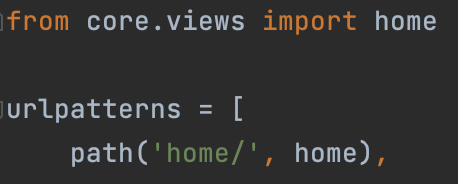 from core.views import home
urlpatterns = [
path('home/', home),